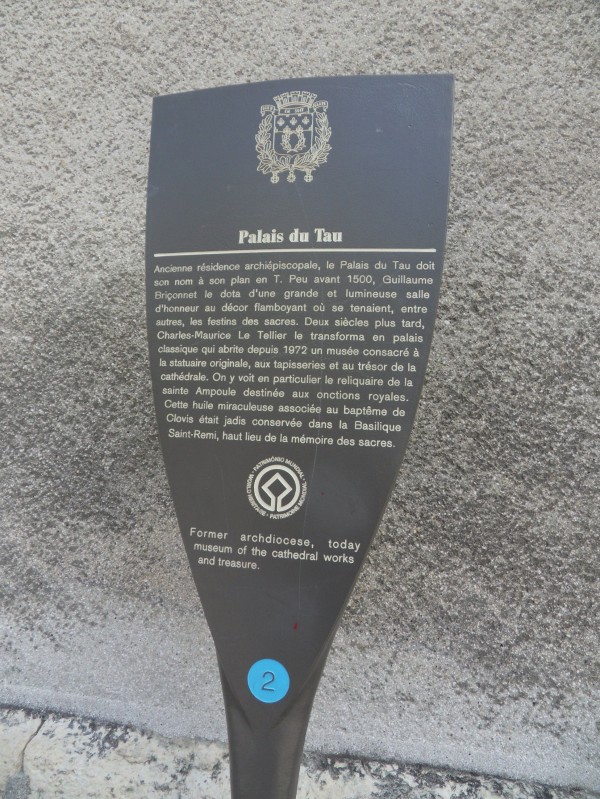 Palais du Tau
Ancienne résidence archiépiscopale, le Palais du Tau doit
son nom à son plan en T. Peu avant 1500, Guillaume
Briçonnet le dota d'une grande et lumineuse salle
d'honneur au décor flamboyant où se tenaient, entre
autres, les festins des sacres. Deux siècles plus tard,
Charles-Maurice Le Tellier le transforma en palais
classique qui abrite depuis 1972 un musée consacré à
la statuaire originale, aux tapisseries et au trésor de la
cathédrale. On y voit en particulier le reliquaire de la
sainte Ampoule destinée aux onctions royales.
Cette huile miraculeuse associée au baptême de
Clovis était jadis conservée dans la Basilique
Saint-Remi, haut lieu de la mémoire des sacres.
PATRIMONIO MUNDIAL • WORLD HERITAGE • PATRIMOINE MONDIAL
Former archdiocese, today
museum of the cathedral works
and treasure.
2